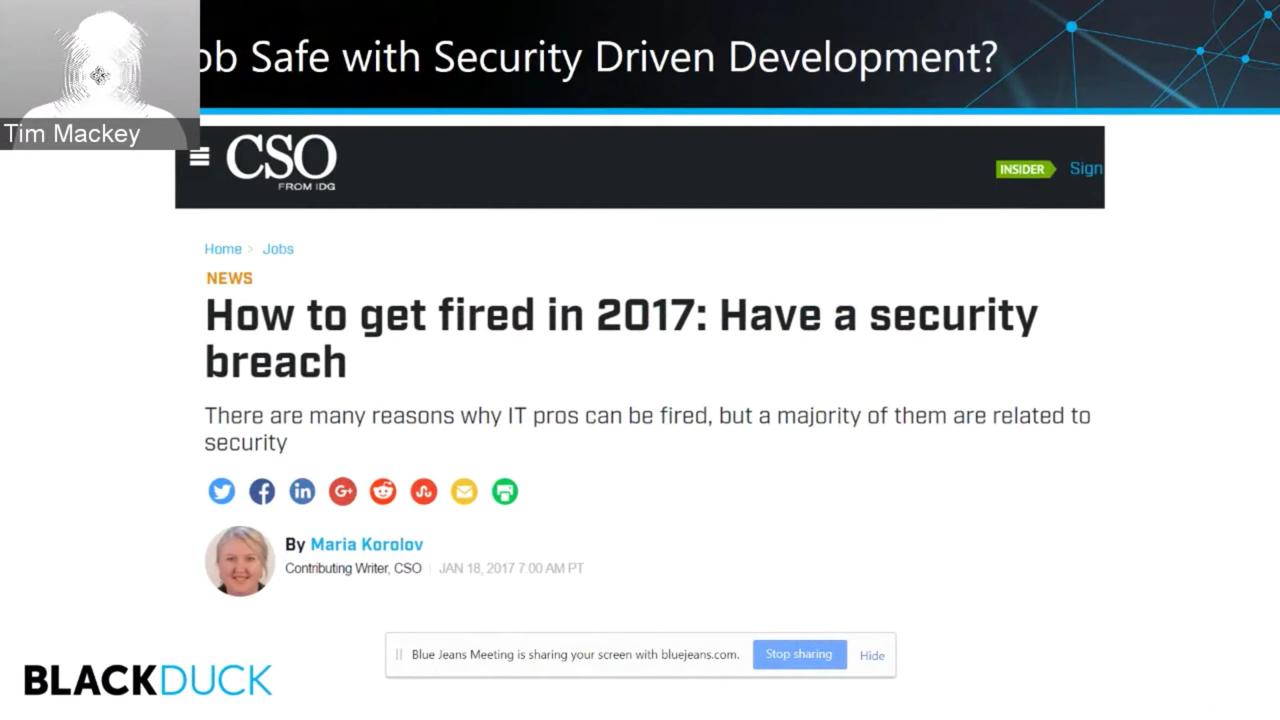 ob Safe with Security Driven Development?
Tim Mackey
CSO
FROM IDG
INSIDER
Sign
Home > Jobs
NEWS
How to get fired in 2017: Have a security
breach
There are many reasons why IT pros can be fired, but a majority of them are related to
security
By Maria Korolov
Contributing Writer, CSO | JAN 18, 2017 7:00 AM PT
Blue Jeans Meeting is sharing your screen with bluejeans.com.
Stop sharing
Hide
BLACKDUCK